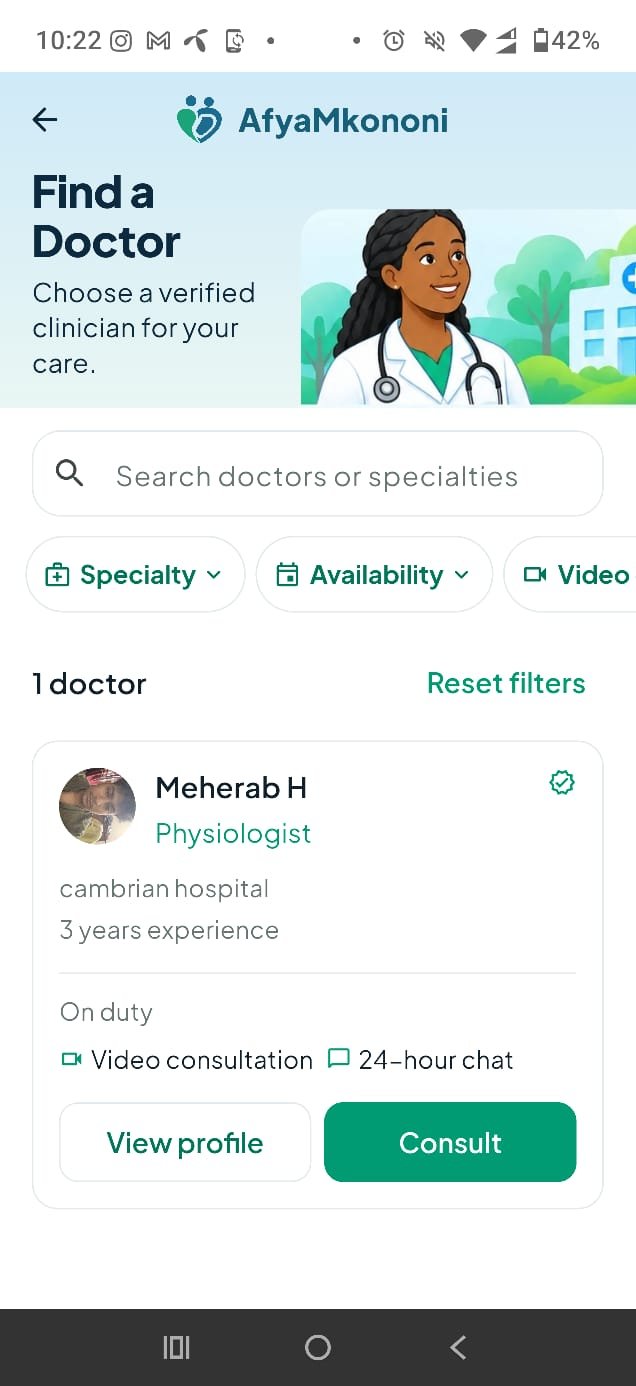 10:22
42%
AfyaMkononi
Find a
Doctor
Choose a verified
clinician for your
care.
Search doctors or specialties
Specialty
Availability
Video
1 doctor
Reset filters
Meherab H
Physiologist
cambrian hospital
3 years experience
On duty
Video consultation
24-hour chat
View profile
Consult